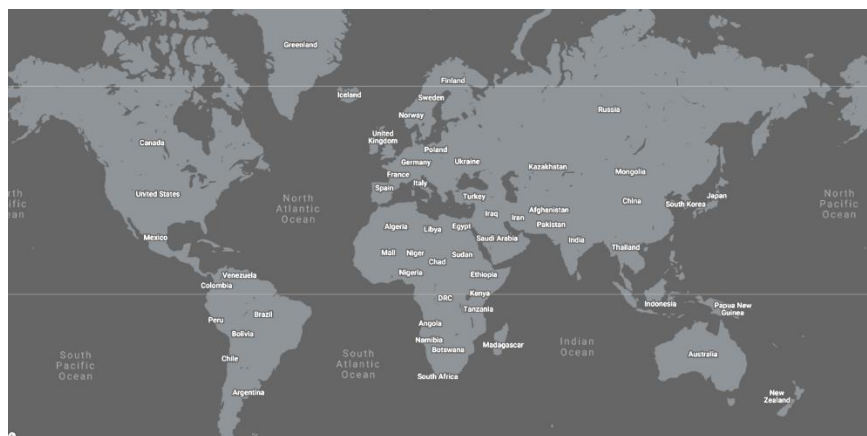 Greenland
Finland
Iceland
Sweden
Russia
Norway
United
Kingdom
Canada
Poland
Germany
Ukraine
Kazakhstan
Mongolia
France
Italy
Spain
United States
Turkey
China
South Korea
Japan
North
Atlantic
Ocean
North
Pacific
Ocean
Afghanistan
Iraq
Iran
Pakistan
Algeria
Libya
Egypt
Mexico
Saudi Arabia
India
Thailand
Mali
Niger
Chad
Sudan
Nigeria
Ethiopia
Venezuela
Colombia
Kenya
DRC
Indonesia
Papua New
Guinea
Tanzania
Peru
Brazil
Bolivia
Angola
Namibia
Botswana
Madagascar
Indian
Ocean
South
Pacific
Ocean
Chile
South
Atlantic
Ocean
Australia
South Africa
Argentina
New
Zealand